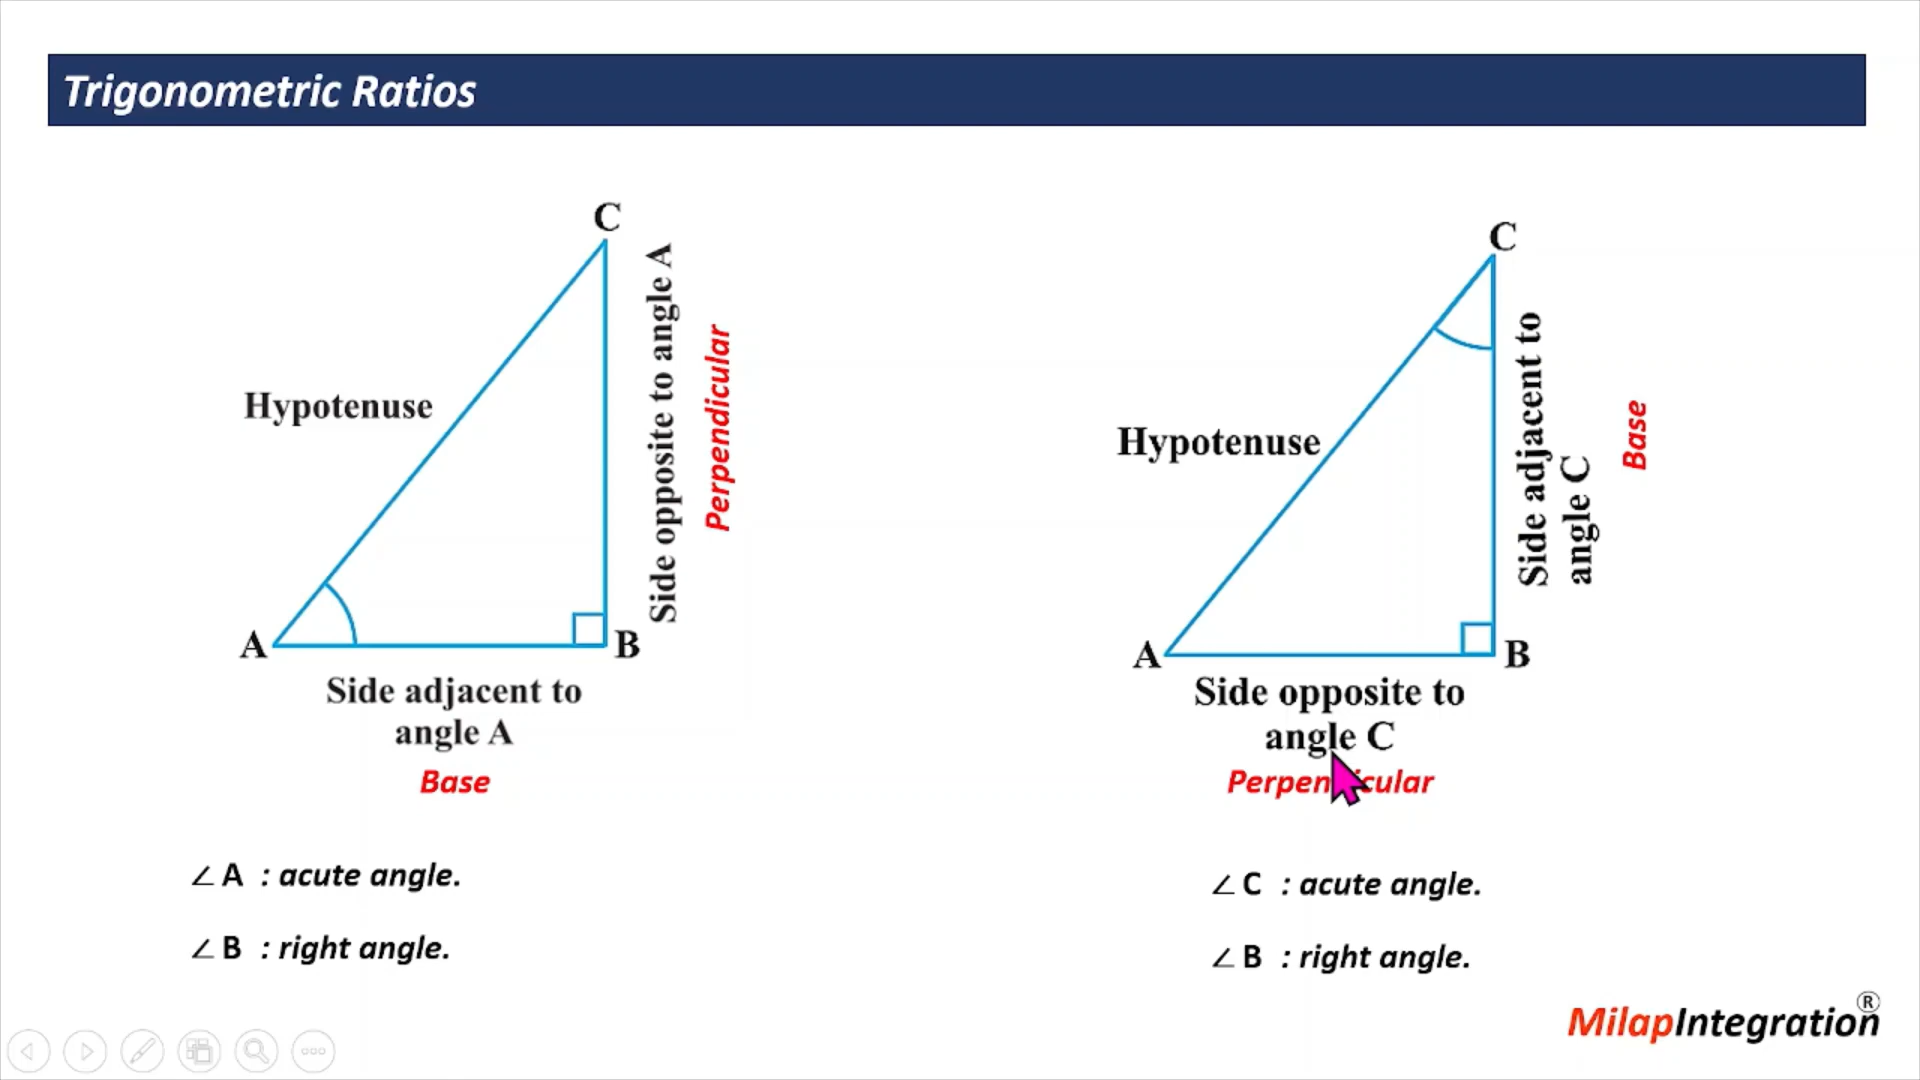 Trigonometric Ratios
C
Hypotenuse
Side opposite to angle A
Perpendicular
A
B
Side adjacent to
angle A
Base
∠ A : acute angle.
∠ B : right angle.
C
Hypotenuse
Side adjacent to
angle C
Base
A
B
Side opposite to
angle C
Perpendicular
∠ C : acute angle.
∠ B : right angle.
MilapIntegration®